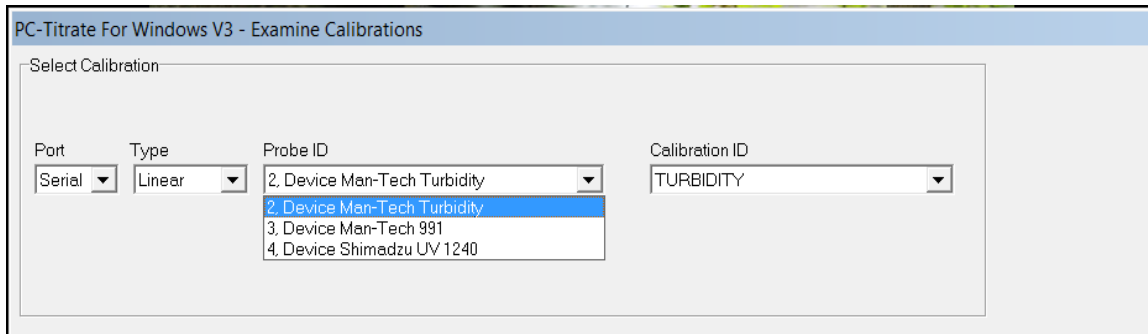 PC-Titrate For Windows V3 - Examine Calibrations
Select Calibration
Port Type Probe ID Calibration ID
Serial Linear 2, Device Man-Tech Turbidity TURBIDITY
2, Device Man-Tech Turbidity
3, Device Man-Tech 991
4, Device Shimadzu UV 1240